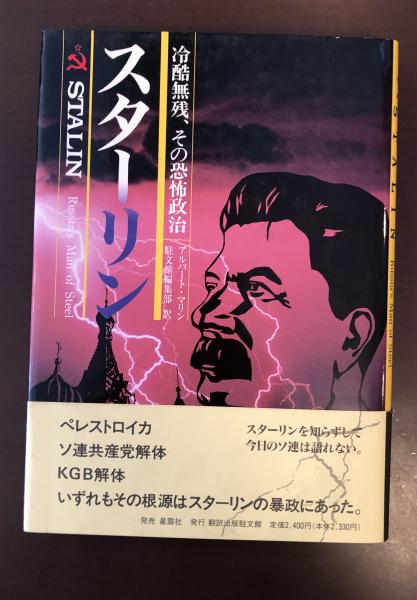 冷酷無残、その恐怖政治
スターリン
STALIN
Russia's Man of Steel
アルバート・マリン
駐文館編集部 訳
STALIN
Russia's Man of Steel
ペレストロイカ
ソ連共産党解体
KGB解体
いずれもその根源はスターリンの暴政にあった。
スターリンを知らずして
今日のソ連は語れない。
発売 星雲社 発行 翻訳出版駐文館 定価2,400円(本体2,330円)